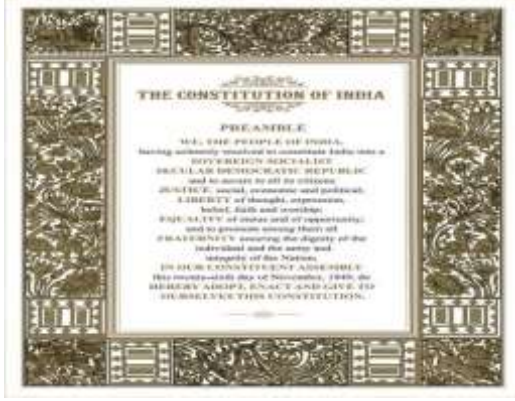 THE CONSTITUTION OF INDIA
PREAMBLE
WE, THE PEOPLE OF INDIA,
having solemnly resolved to constitute India into a
SOVEREIGN SOCIALIST
SECULAR DEMOCRATIC REPUBLIC
and to secure to all its citizens
JUSTICE, social, economic and political;
LIBERTY of thought, expression,
belief, faith and worship;
EQUALITY of status and of opportunity;
and to promote among them all
FRATERNITY assuring the dignity of the
individual and the unity and
integrity of the Nation;
IN OUR CONSTITUENT ASSEMBLY
this twenty-sixth day of November, 1949, do
HEREBY ADOPT, ENACT AND GIVE TO
OURSELVES THIS CONSTITUTION.